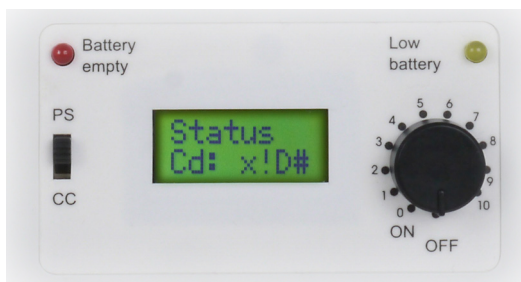 Battery
empty
Low
battery
PS
CC
Status
Cd: x!D#
0
1
2
3
4
5
6
7
8
9
10
ON
OFF